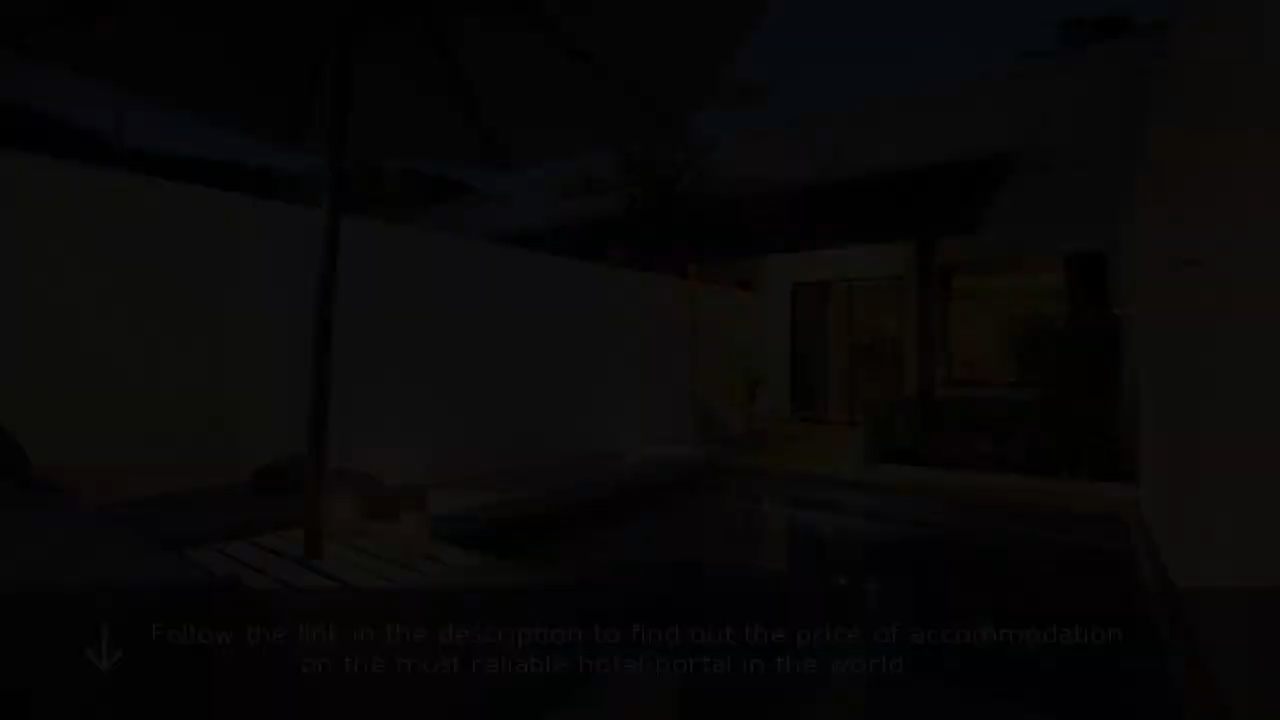 Follow the link in the description to find out the price of accommodation
on the most reliable hotel portal in the world